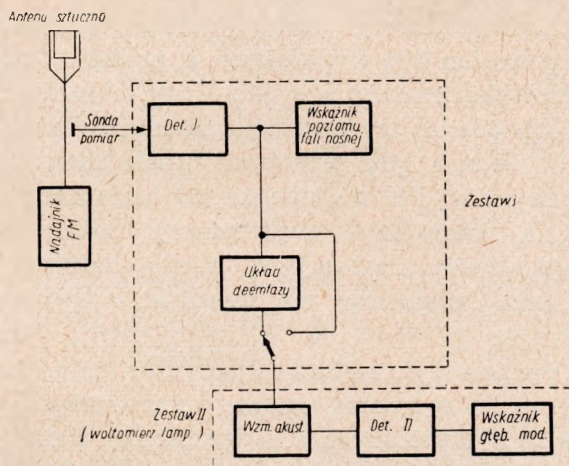 Antena sztuczna
Sonda
pomiar
Det. I
Wskaźnik
poziomu
fali nośnej
Nadajnik
FM
Zestaw I
Układ
deemfazy
Zestaw II
(woltomierz lamp)
Wzm. akust.
Det. II
Wskaźnik
głęb. mod.